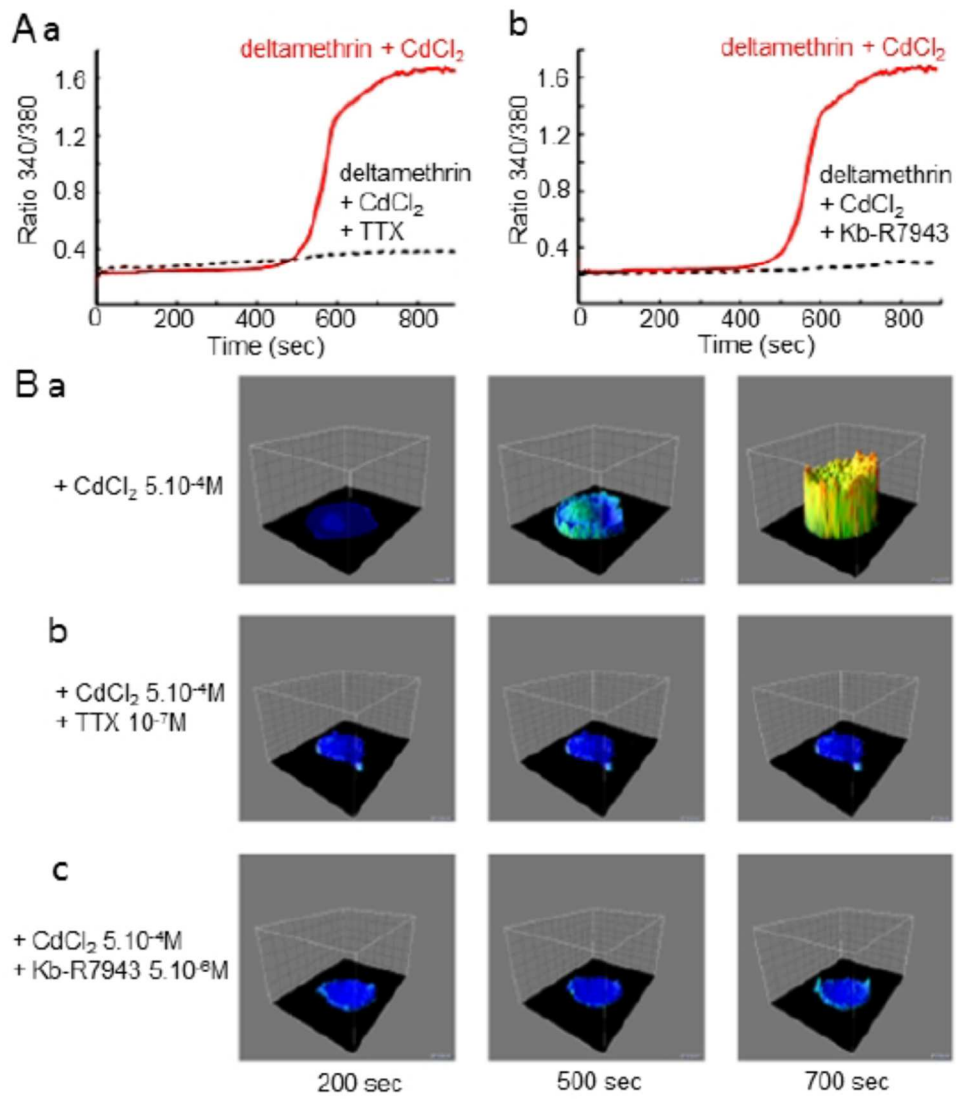 A a
deltamethrin + CdCl₂
Ratio 340/380
1.6
1.2
0.8
0.4
deltamethrin
+ CdCl₂
+ TTX
0 200 400 600 800
Time (sec)
b
deltamethrin + CdCl₂
Ratio 340/380
1.6
1.2
0.8
0.4
deltamethrin
+ CdCl₂
+ Kb-R7943
0 200 400 600 800
Time (sec)
B a
+ CdCl₂ 5.10⁻⁴M
b
+ CdCl₂ 5.10⁻⁴M
+ TTX 10⁻⁷M
c
+ CdCl₂ 5.10⁻⁴M
+ Kb-R7943 5.10⁻⁶M
200 sec 500 sec 700 sec